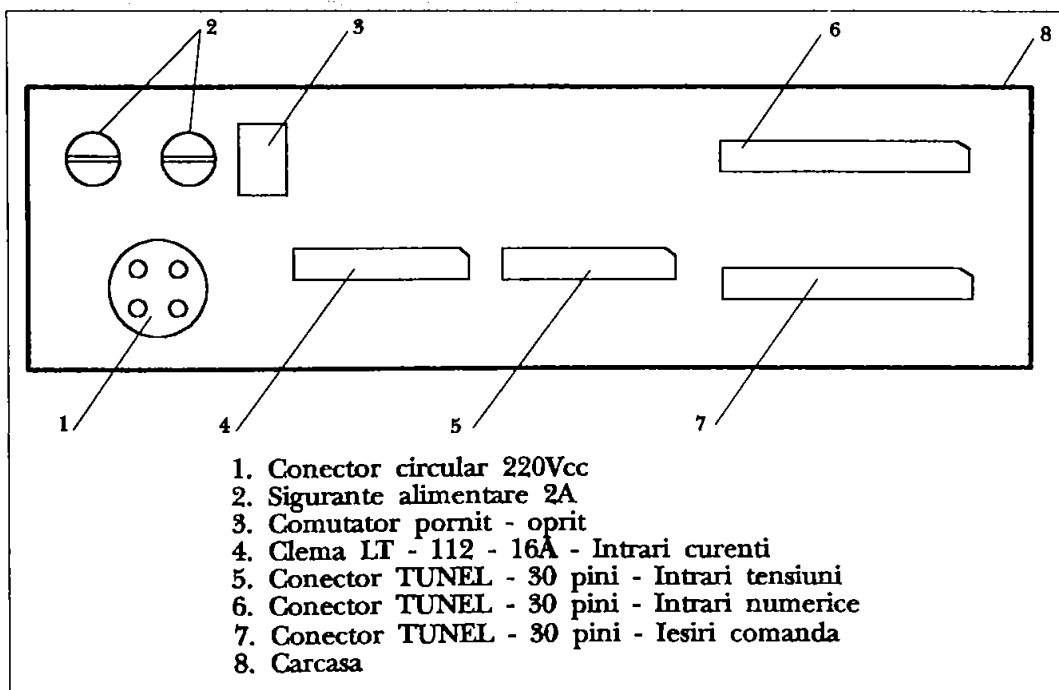 2
3
6
8
1
4
5
7
1. Conector circular 220Vcc
2. Sigurante alimentare 2A
3. Comutator pornit - oprit
4. Clema LT - 112 - 16A - Intrari curenti
5. Conector TUNEL - 30 pini - Intrari tensiuni
6. Conector TUNEL - 30 pini - Intrari numerice
7. Conector TUNEL - 30 pini - Iesiri comanda
8. Carcasa